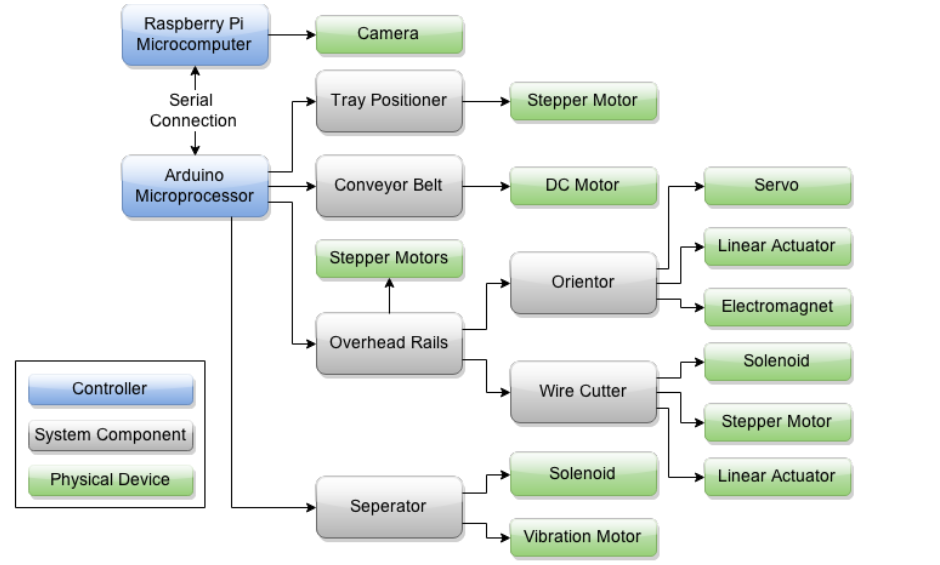 Raspberry Pi
Microcomputer
Camera
Serial
Connection
Tray Positioner
Stepper Motor
Arduino
Microprocessor
Conveyor Belt
DC Motor
Servo
Stepper Motors
Orientor
Linear Actuator
Electromagnet
Overhead Rails
Wire Cutter
Solenoid
Stepper Motor
Linear Actuator
Controller
System Component
Physical Device
Seperator
Solenoid
Vibration Motor